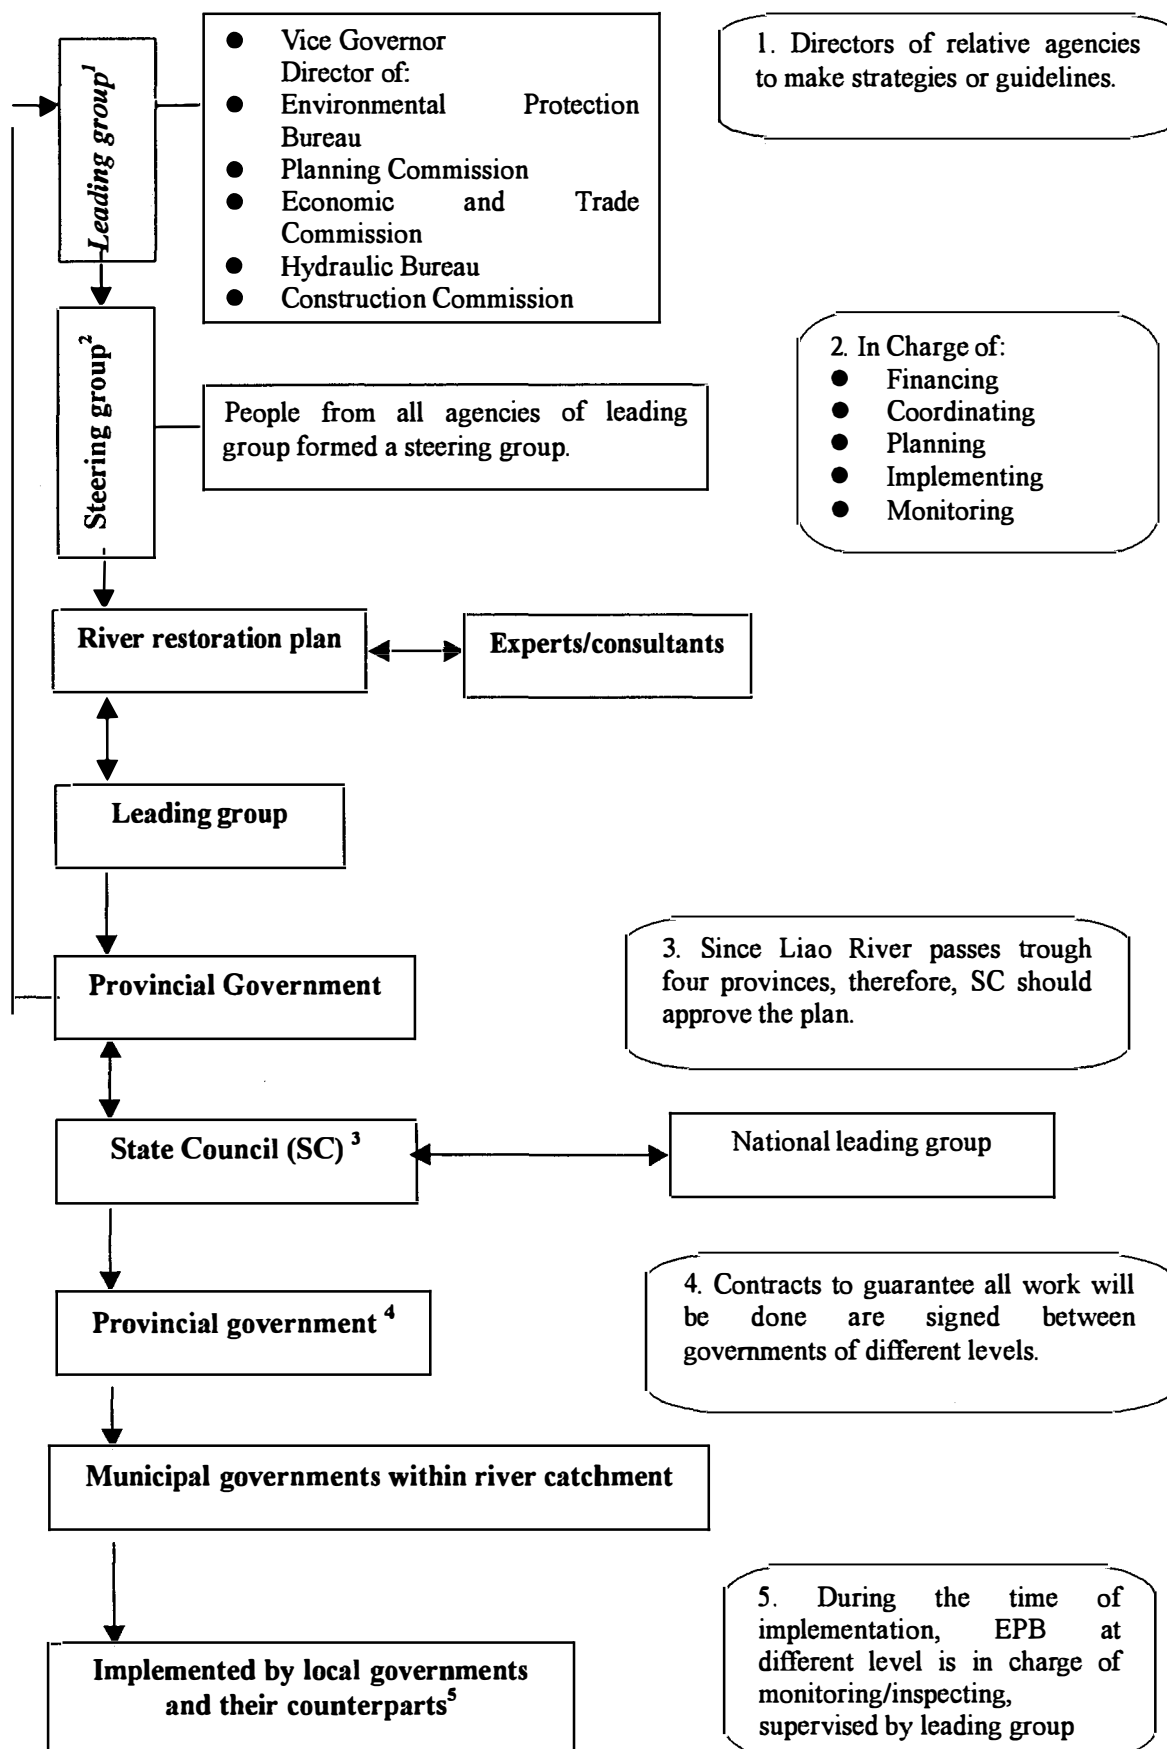 Leading group1
● Vice Governor
Director of:
● Environmental Protection
Bureau
● Planning Commission
● Economic and Trade
Commission
● Hydraulic Bureau
● Construction Commission
1. Directors of relative agencies
to make strategies or guidelines.
Steering group2
People from all agencies of leading
group formed a steering group.
2. In Charge of:
● Financing
● Coordinating
● Planning
● Implementing
● Monitoring
River restoration plan
Experts/consultants
Leading group
Provincial Government
3. Since Liao River passes trough
four provinces, therefore, SC should
approve the plan.
State Council (SC) 3
National leading group
Provincial government 4
4. Contracts to guarantee all work will
be done are signed between
governments of different levels.
Municipal governments within river catchment
Implemented by local governments
and their counterparts5
5. During the time of
implementation, EPB at
different level is in charge of
monitoring/inspecting,
supervised by leading group